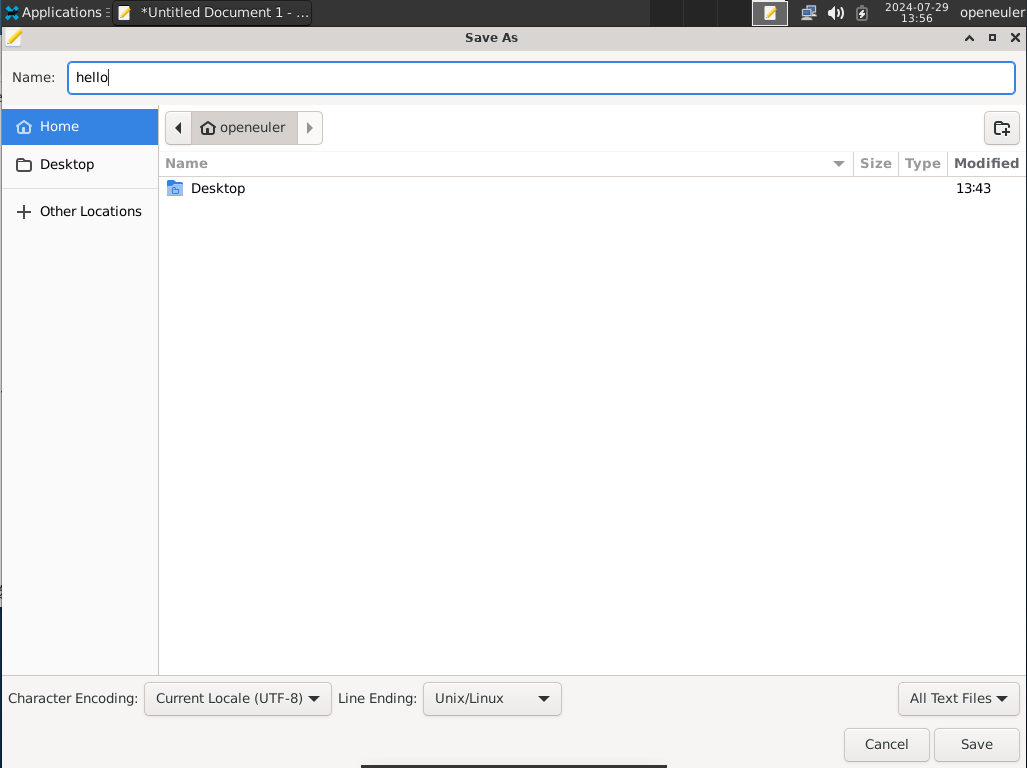 Applications
*Untitled Document 1 - ...
2024-07-29
13:56
openeuler
Save As
Name:
hello
Home
Desktop
Other Locations
openeuler
Name
Size
Type
Modified
Desktop
13:43
Character Encoding:
Current Locale (UTF-8)
Line Ending:
Unix/Linux
All Text Files
Cancel
Save